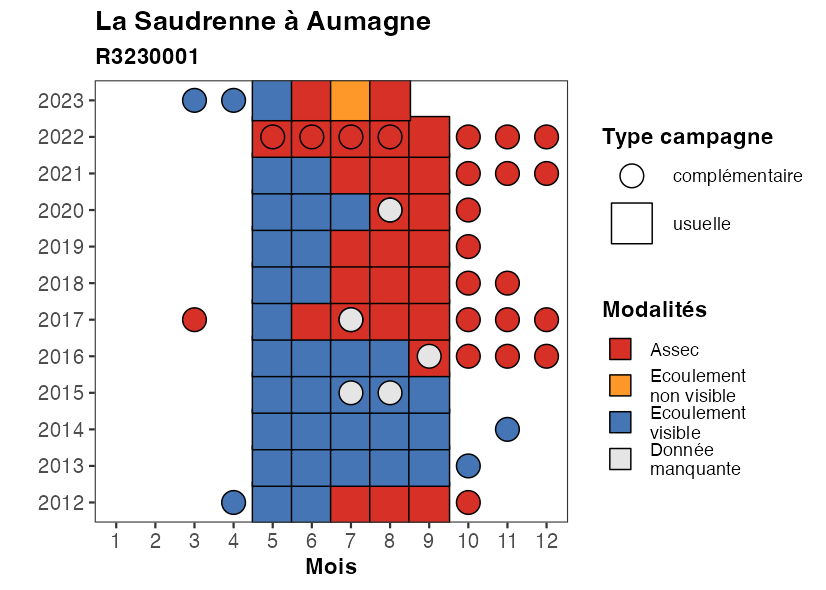 La Saudrenne à Aumagne
R3230001
2023
2022
2021
2020
2019
2018
2017
2016
2015
2014
2013
2012
1 2 3 4 5 6 7 8 9 10 11 12
Mois
Type campagne
complémentaire
usuelle
Modalités
Assec
Ecoulement
non visible
Ecoulement
visible
Donnée
manquante